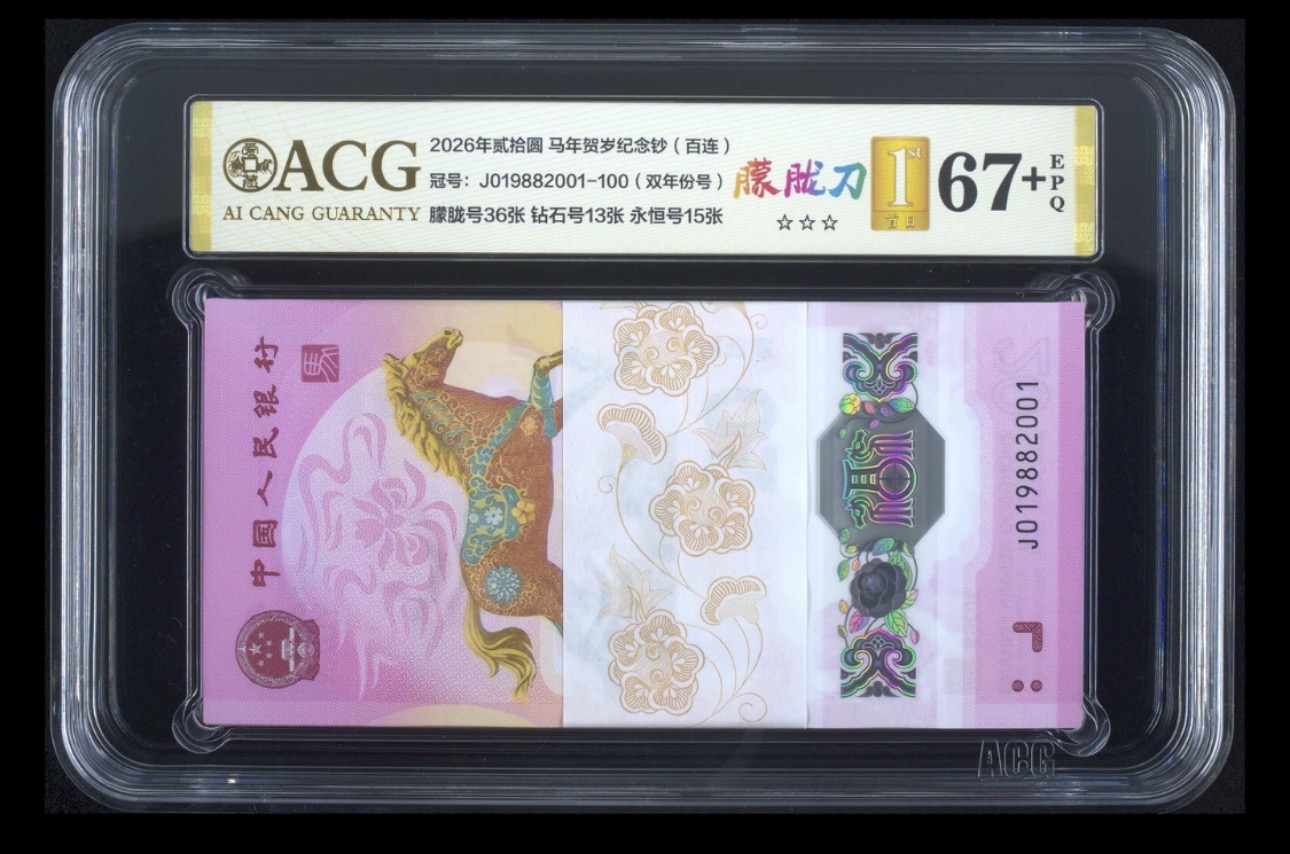 ACG
AI CANG GUARANTY
2026年贰拾圆 马年贺岁纪念钞（百连）
冠号：J019882001-100（双年份号）
朦胧号36张 钻石号13张 永恒号15张
朦胧刀
☆☆☆
1st
首日
67+
EPQ
中国人民银行
J019882001
ACG